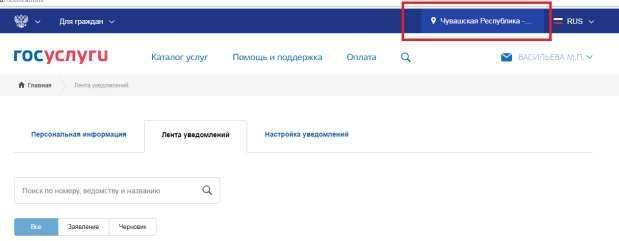 Для граждан
Чувашская Республика -...
RUS
госуслуги
Каталог услуг
Помощь и поддержка
Оплата
ВАСИЛЬЕВА М.П.
Главная
Лента уведомлений
Персональная информация
Лента уведомлений
Настройка уведомлений
Поиск по номеру, ведомству и названию
Все
Заявление
Черновик